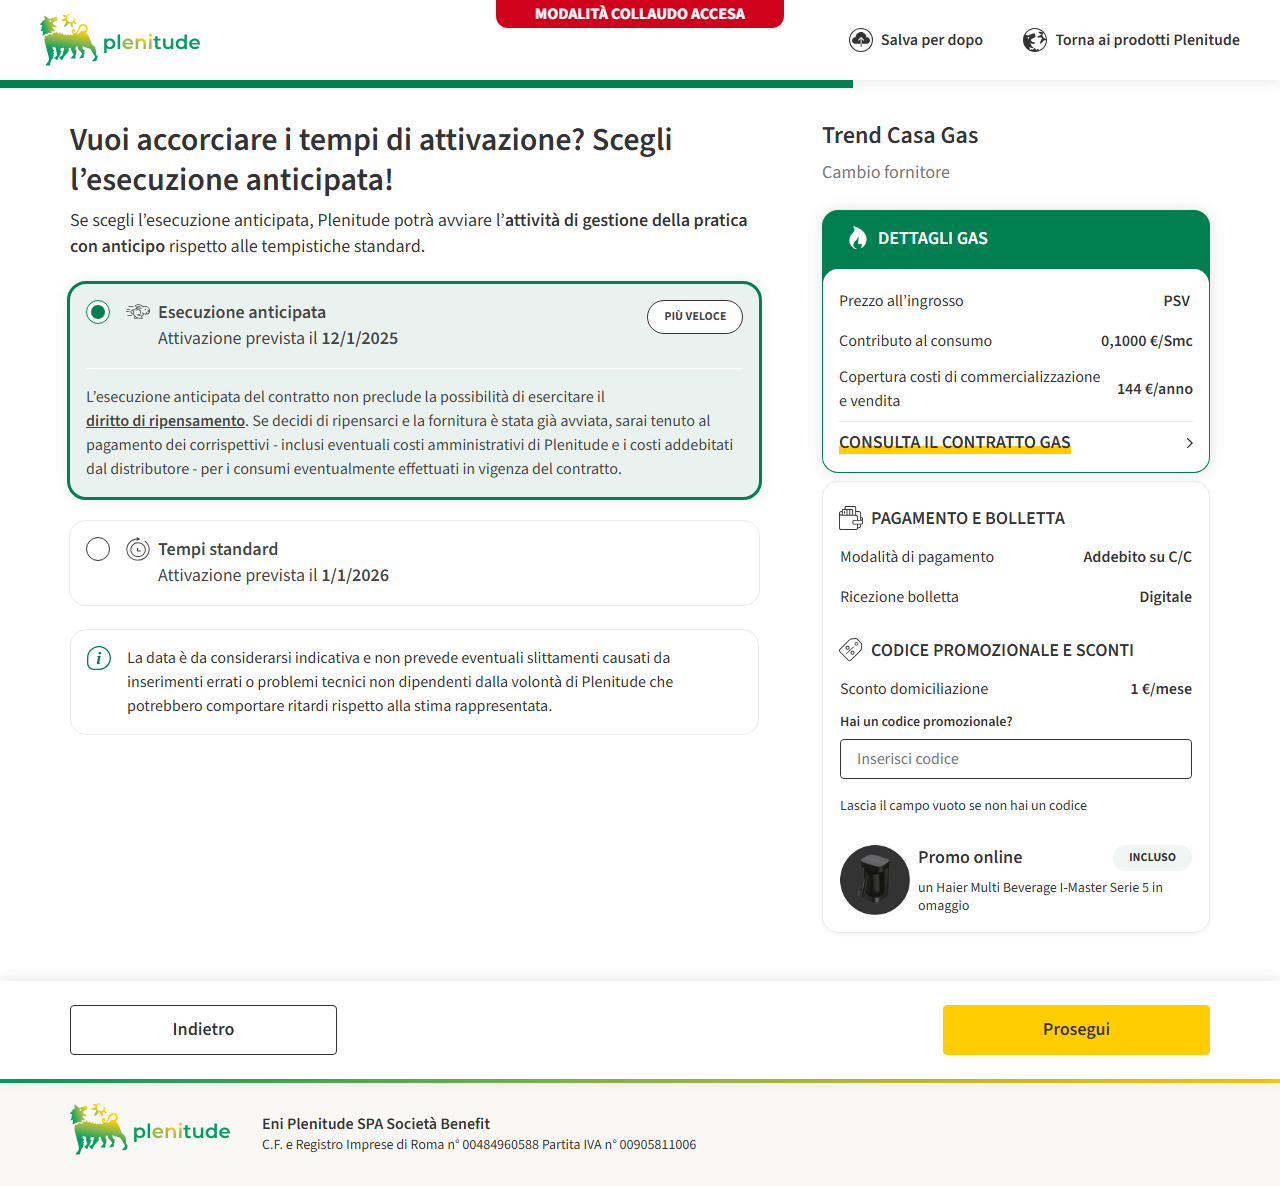 MODALITÀ COLLAUDO ACCESA
plenitude
Salva per dopo
Torna ai prodotti Plenitude
Vuoi accorciare i tempi di attivazione? Scegli
l’esecuzione anticipata!
Se scegli l’esecuzione anticipata, Plenitude potrà avviare l’attività di gestione della pratica
con anticipo rispetto alle tempistiche standard.
Esecuzione anticipata
PIÙ VELOCE
Attivazione prevista il 12/1/2025
L’esecuzione anticipata del contratto non preclude la possibilità di esercitare il
diritto di ripensamento. Se decidi di ripensarci e la fornitura è stata già avviata, sarai tenuto al
pagamento dei corrispettivi - inclusi eventuali costi amministrativi di Plenitude e i costi addebitati
dal distributore - per i consumi eventualmente effettuati in vigenza del contratto.
Tempi standard
Attivazione prevista il 1/1/2026
La data è da considerarsi indicativa e non prevede eventuali slittamenti causati da
inserimenti errati o problemi tecnici non dipendenti dalla volontà di Plenitude che
potrebbero comportare ritardi rispetto alla stima rappresentata.
Trend Casa Gas
Cambio fornitore
DETTAGLI GAS
Prezzo all’ingrosso PSV
Contributo al consumo 0,1000 €/Smc
Copertura costi di commercializzazione
e vendita 144 €/anno
CONSULTA IL CONTRATTO GAS
PAGAMENTO E BOLLETTA
Modalità di pagamento Addebito su C/C
Ricezione bolletta Digitale
CODICE PROMOZIONALE E SCONTI
Sconto domiciliazione 1 €/mese
Hai un codice promozionale?
Inserisci codice
Lascia il campo vuoto se non hai un codice
Promo online INCLUSO
un Haier Multi Beverage I-Master Serie 5 in
omaggio
Indietro
Prosegui
plenitude
Eni Plenitude SPA Società Benefit
C.F. e Registro Imprese di Roma n° 00484960588 Partita IVA n° 00905811006